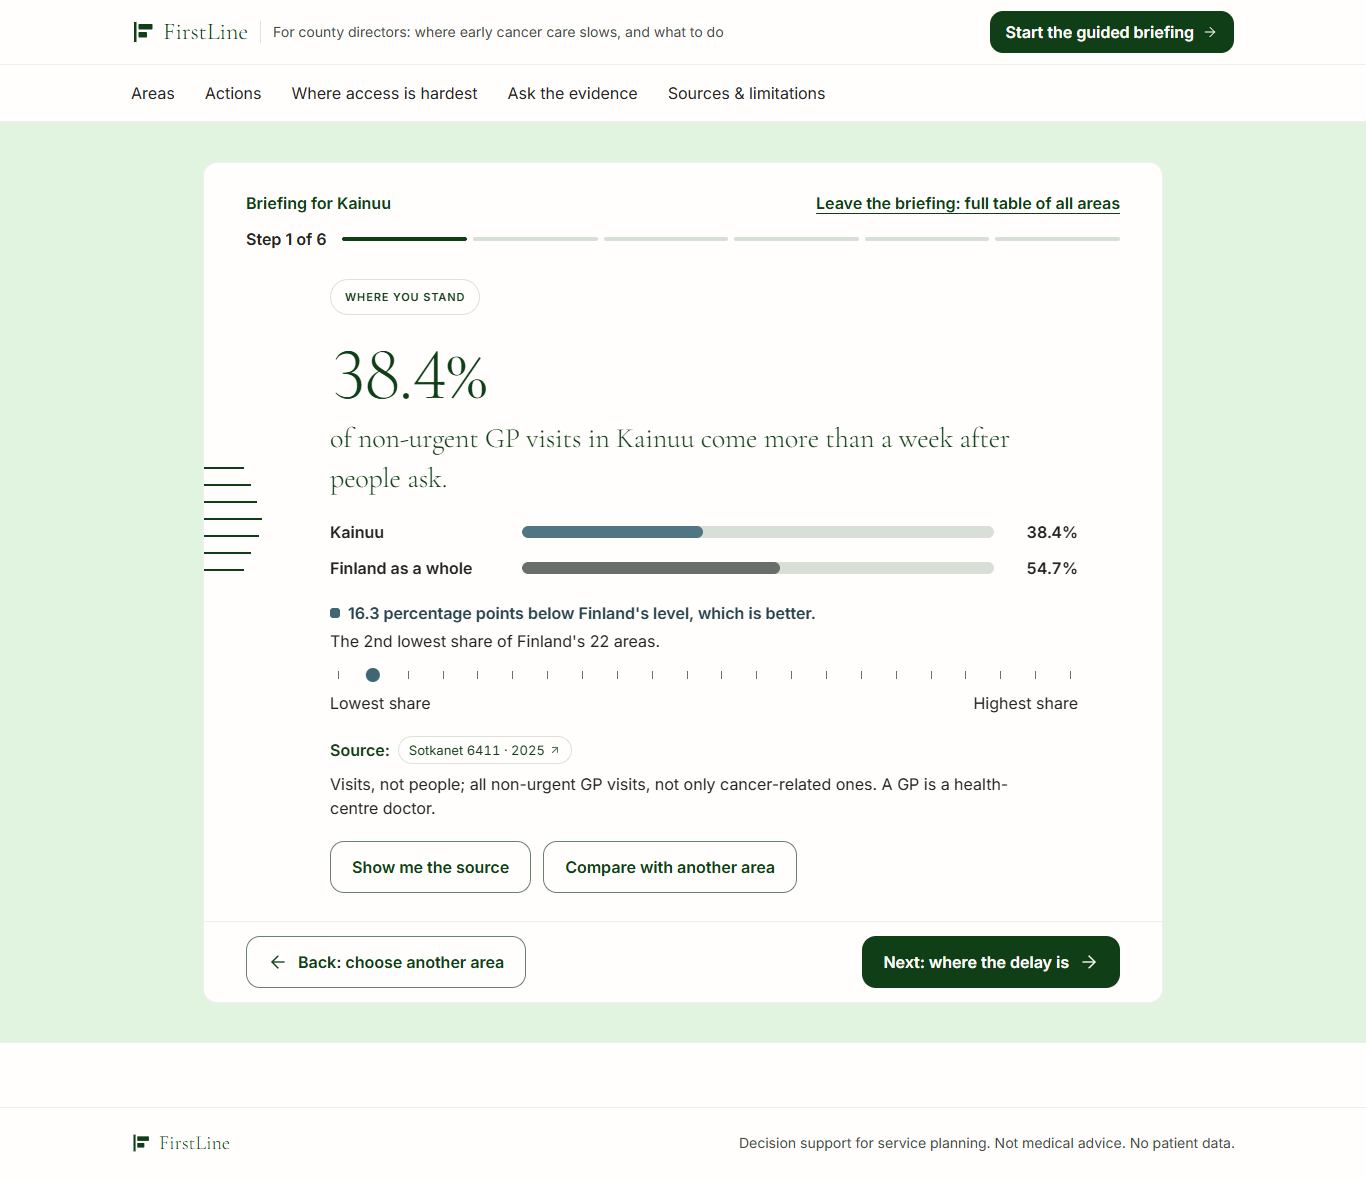 FirstLine
For county directors: where early cancer care slows, and what to do
Start the guided briefing →
Areas
Actions
Where access is hardest
Ask the evidence
Sources & limitations
Briefing for Kainuu
Leave the briefing: full table of all areas
Step 1 of 6
WHERE YOU STAND
38.4%
of non-urgent GP visits in Kainuu come more than a week after
people ask.
Kainuu
38.4%
Finland as a whole
54.7%
16.3 percentage points below Finland's level, which is better.
The 2nd lowest share of Finland's 22 areas.
Lowest share
Highest share
Source:
Sotkanet 6411 · 2025 ↗
Visits, not people; all non-urgent GP visits, not only cancer-related ones. A GP is a health-
centre doctor.
Show me the source
Compare with another area
← Back: choose another area
Next: where the delay is →
FirstLine
Decision support for service planning. Not medical advice. No patient data.